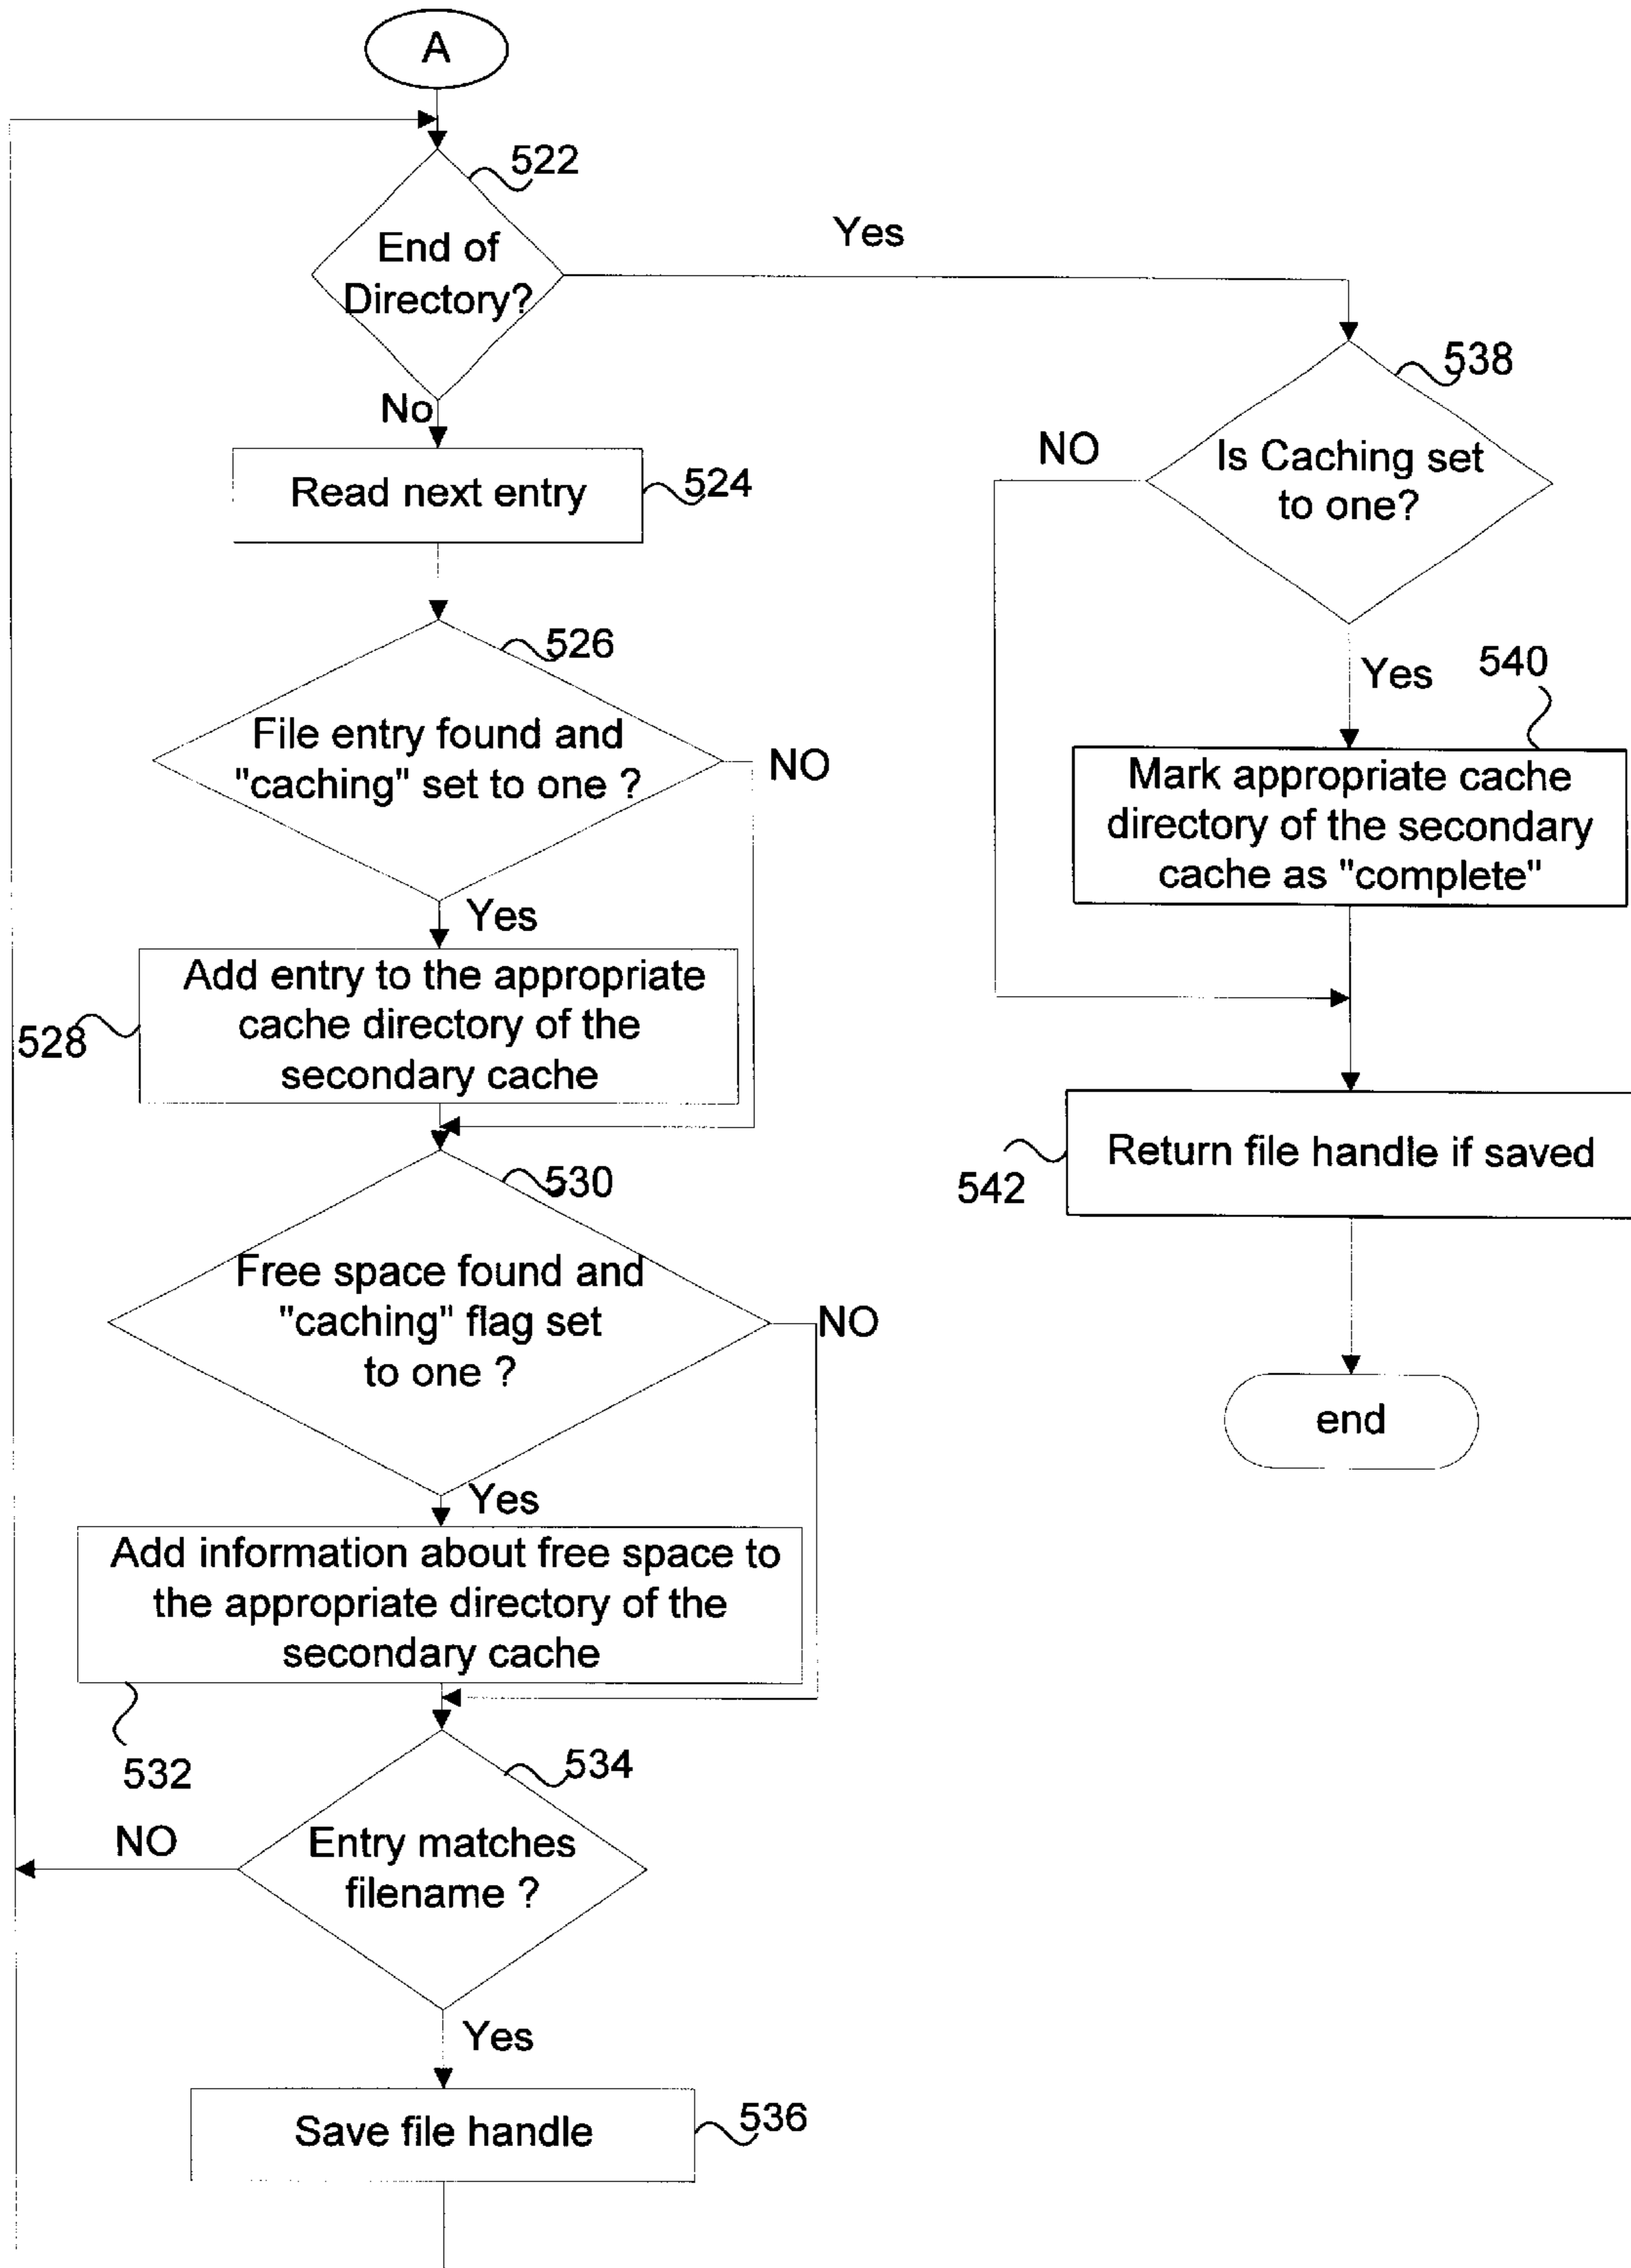 A
522
End of
Directory?
Yes
No
Read next entry
524
526
File entry found and
"caching" set to one ?
NO
Yes
Add entry to the appropriate
cache directory of the
secondary cache
528
530
Free space found and
"caching" flag set
to one ?
NO
Yes
Add information about free space to
the appropriate directory of the
secondary cache
532
534
Entry matches
filename ?
NO
Yes
Save file handle
536
538
Is Caching set
to one?
NO
Yes
540
Mark appropriate cache
directory of the secondary
cache as "complete"
Return file handle if saved
542
end